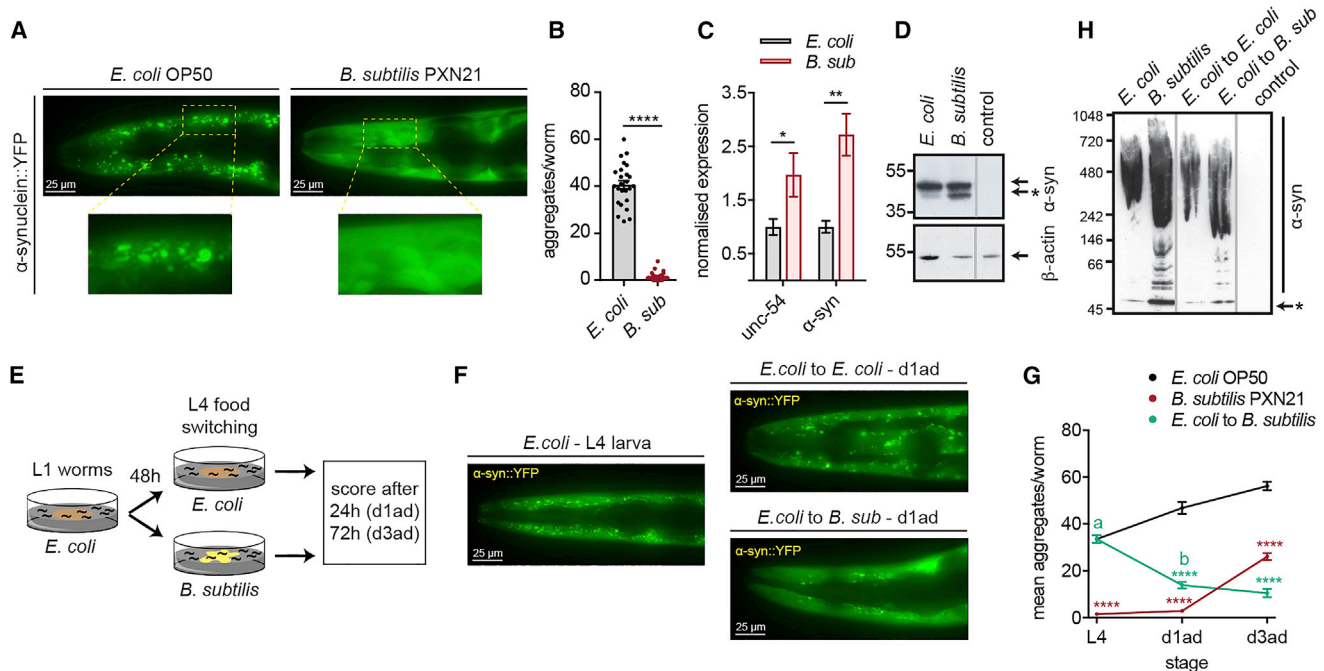 A
E. coli OP50
B. subtilis PXN21
α-synuclein::YFP
25 µm
25 µm
B
aggregates/worm
80
60
40
20
0
****
E. coli
B. sub
C
E. coli
B. sub
normalised expression
3.5
2.5
1.5
0.5
*
**
unc-54
α-syn
D
E. coli
B. subtilis
control
55
35
*
α-syn
55
β-actin
H
E. coli
B. subtilis
E. coli to E. coli
E. coli to B. sub
control
1048
720
480
242
146
66
45
α-syn
*
E
L1 worms
E. coli
48h
L4 food
switching
E. coli
B. subtilis
score after
24h (d1ad)
72h (d3ad)
F
E.coli - L4 larva
α-syn::YFP
25 µm
E.coli to E. coli - d1ad
α-syn::YFP
25 µm
E.coli to B. sub - d1ad
α-syn::YFP
25 µm
G
E. coli OP50
B. subtilis PXN21
E. coli to B. subtilis
mean aggregates/worm
80
60
40
20
0
a
b
****
****
****
****
****
L4
d1ad
d3ad
stage